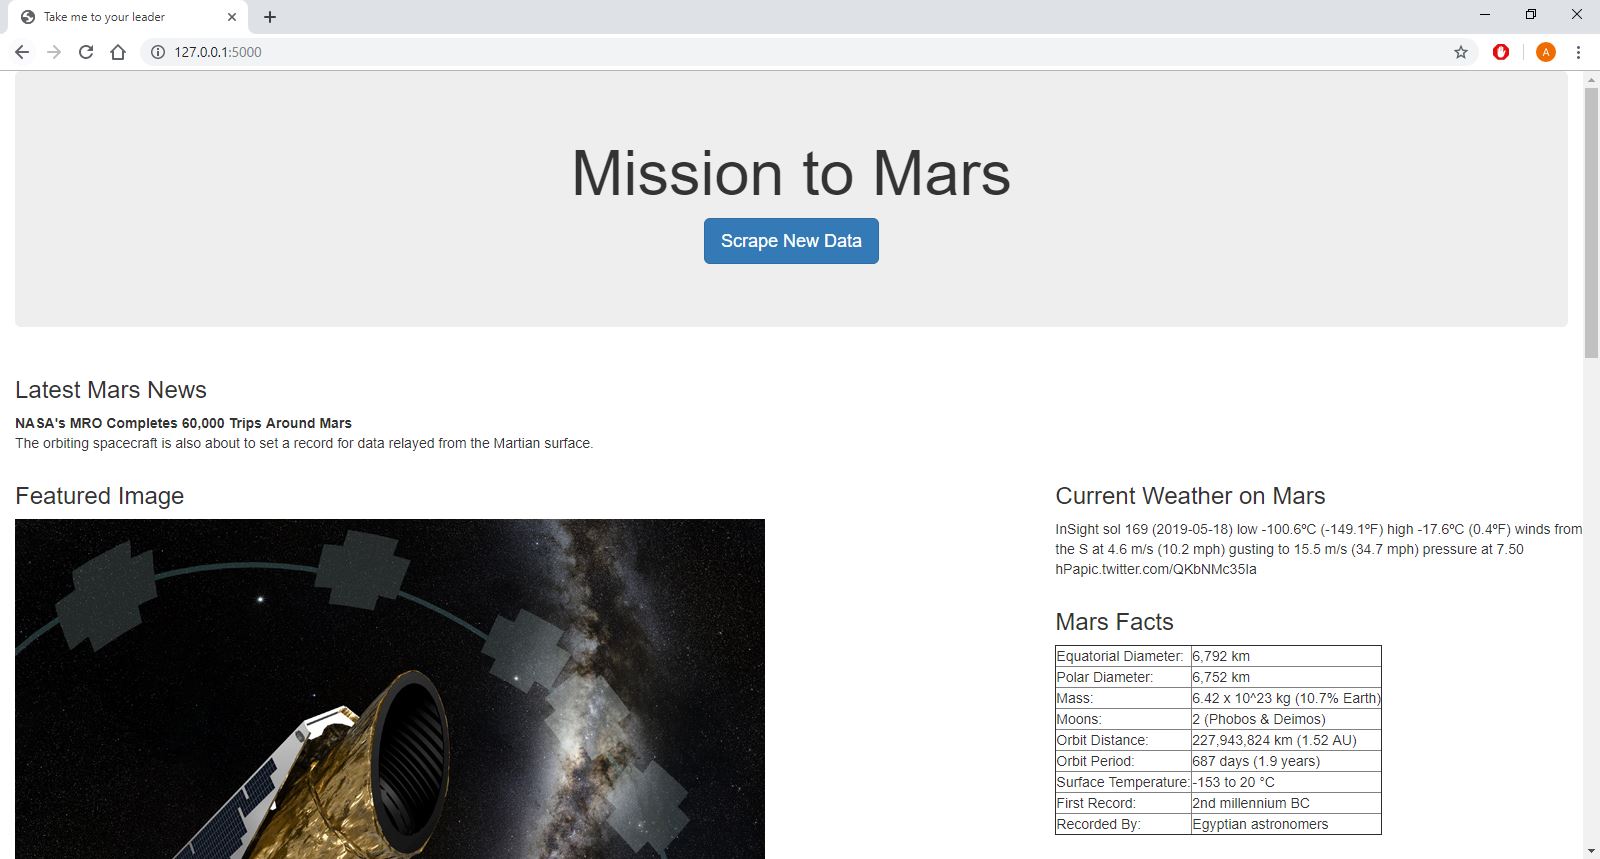 Take me to your leader
127.0.0.1:5000
A
Mission to Mars
Scrape New Data
Latest Mars News
NASA's MRO Completes 60,000 Trips Around Mars
The orbiting spacecraft is also about to set a record for data relayed from the Martian surface.
Featured Image
Current Weather on Mars
InSight sol 169 (2019-05-18) low -100.6ºC (-149.1ºF) high -17.6ºC (0.4ºF) winds from
the S at 4.6 m/s (10.2 mph) gusting to 15.5 m/s (34.7 mph) pressure at 7.50
hPapic.twitter.com/QKbNMc35la
Mars Facts
Equatorial Diameter: 6,792 km
Polar Diameter: 6,752 km
Mass: 6.42 x 10^23 kg (10.7% Earth)
Moons: 2 (Phobos & Deimos)
Orbit Distance: 227,943,824 km (1.52 AU)
Orbit Period: 687 days (1.9 years)
Surface Temperature: -153 to 20 °C
First Record: 2nd millennium BC
Recorded By: Egyptian astronomers